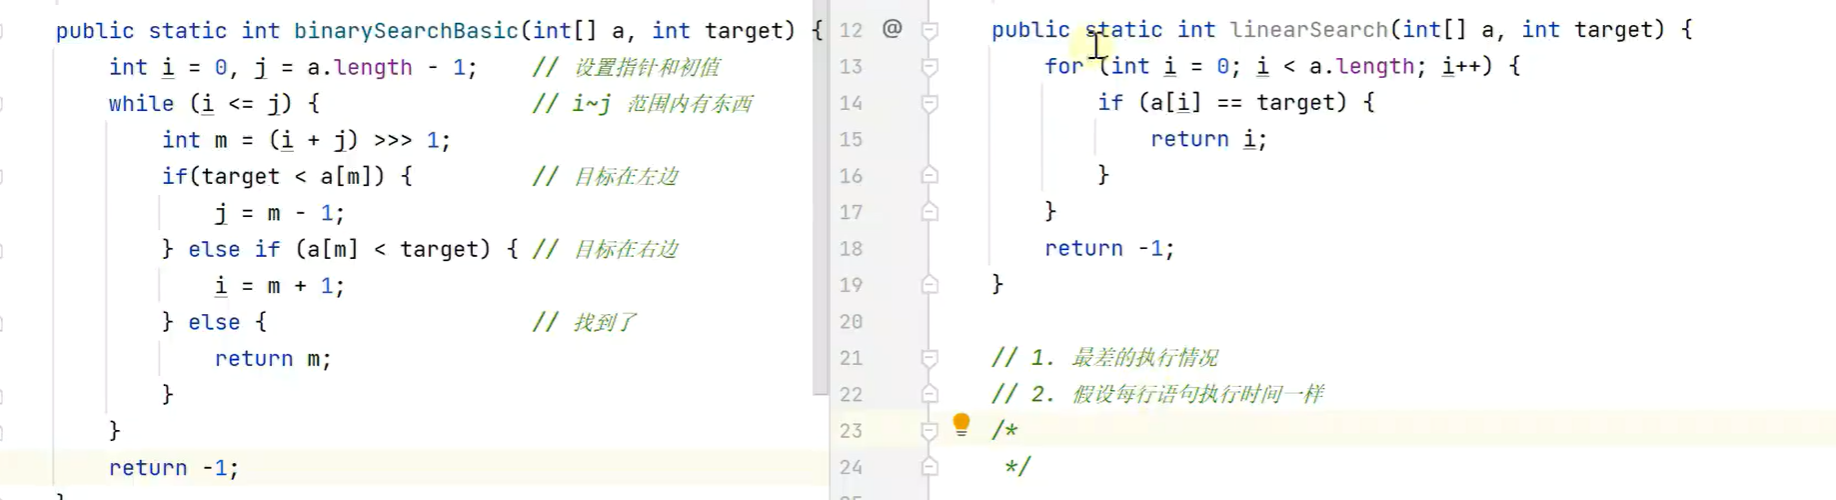 public static int binarySearchBasic(int[] a, int target) {
int i = 0, j = a.length - 1; // 设置指针和初值
while (i <= j) { // i~j 范围内有东西
int m = (i + j) >>> 1;
if(target < a[m]) { // 目标在左边
j = m - 1;
} else if (a[m] < target) { // 目标在右边
i = m + 1;
} else { // 找到了
return m;
}
}
return -1;
}
12 @ public static int linearSearch(int[] a, int target) {
13 for (int i = 0; i < a.length; i++) {
14 if (a[i] == target) {
15 return i;
16 }
17 }
18 return -1;
19 }
20
21 // 1. 最差的执行情况
22 // 2. 假设每行语句执行时间一样
23 /*
24 */